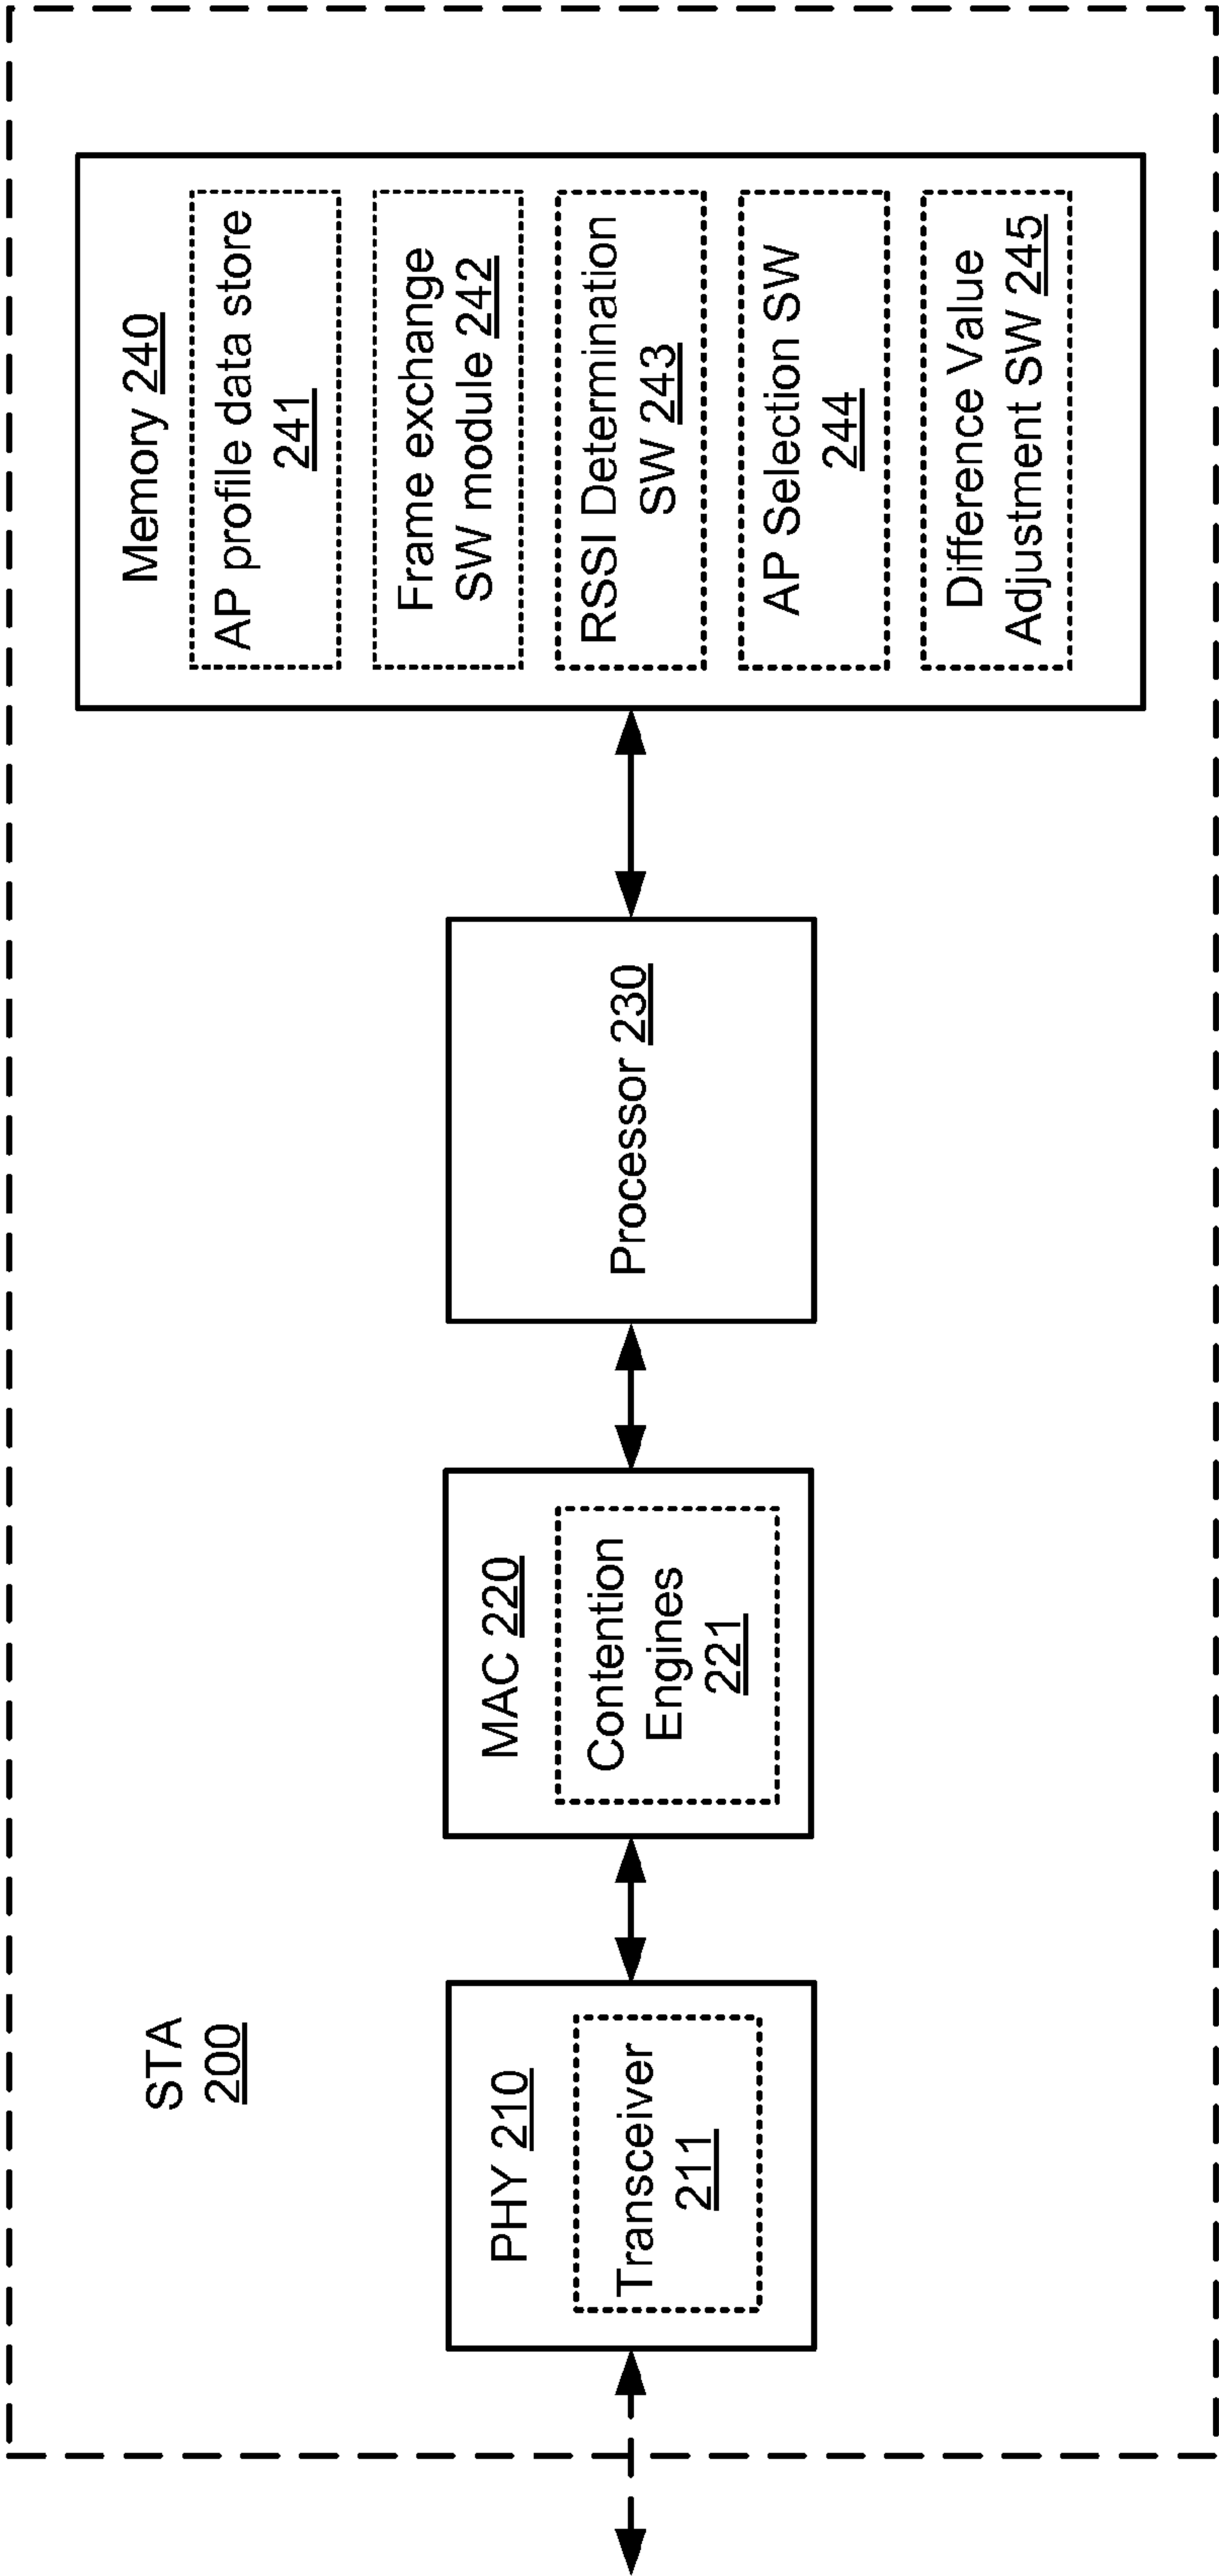 STA
200
PHY 210
Transceiver
211
MAC 220
Contention
Engines
221
Processor 230
Memory 240
AP profile data store
241
Frame exchange
SW module 242
RSSI Determination
SW 243
AP Selection SW
244
Difference Value
Adjustment SW 245